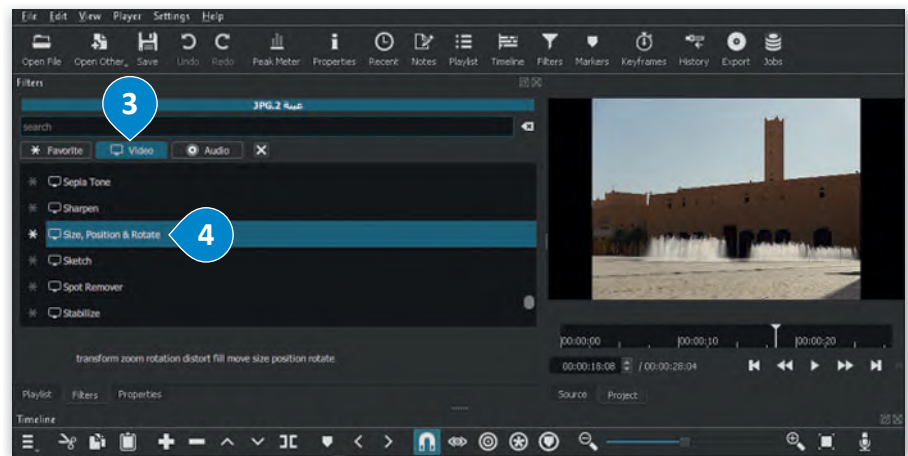 File Edit View Player Settings Help
Open File Open Other... Save Undo Redo Peak Meter Properties Recent Notes Playlist Timeline Filters Markers Keyframes History Export Jobs
Filters
عيبة JPG.2
3
search
Favorite Video Audio
Sepia Tone
Sharpen
Size, Position & Rotate
4
Sketch
Spot Remover
Stabilize
transform zoom rotation distort fill move size position rotate
00:00:00 00:00:10 00:00:20
00:00:18:08 / 00:00:28:04
Playlist Filters Properties
Source Project
Timeline